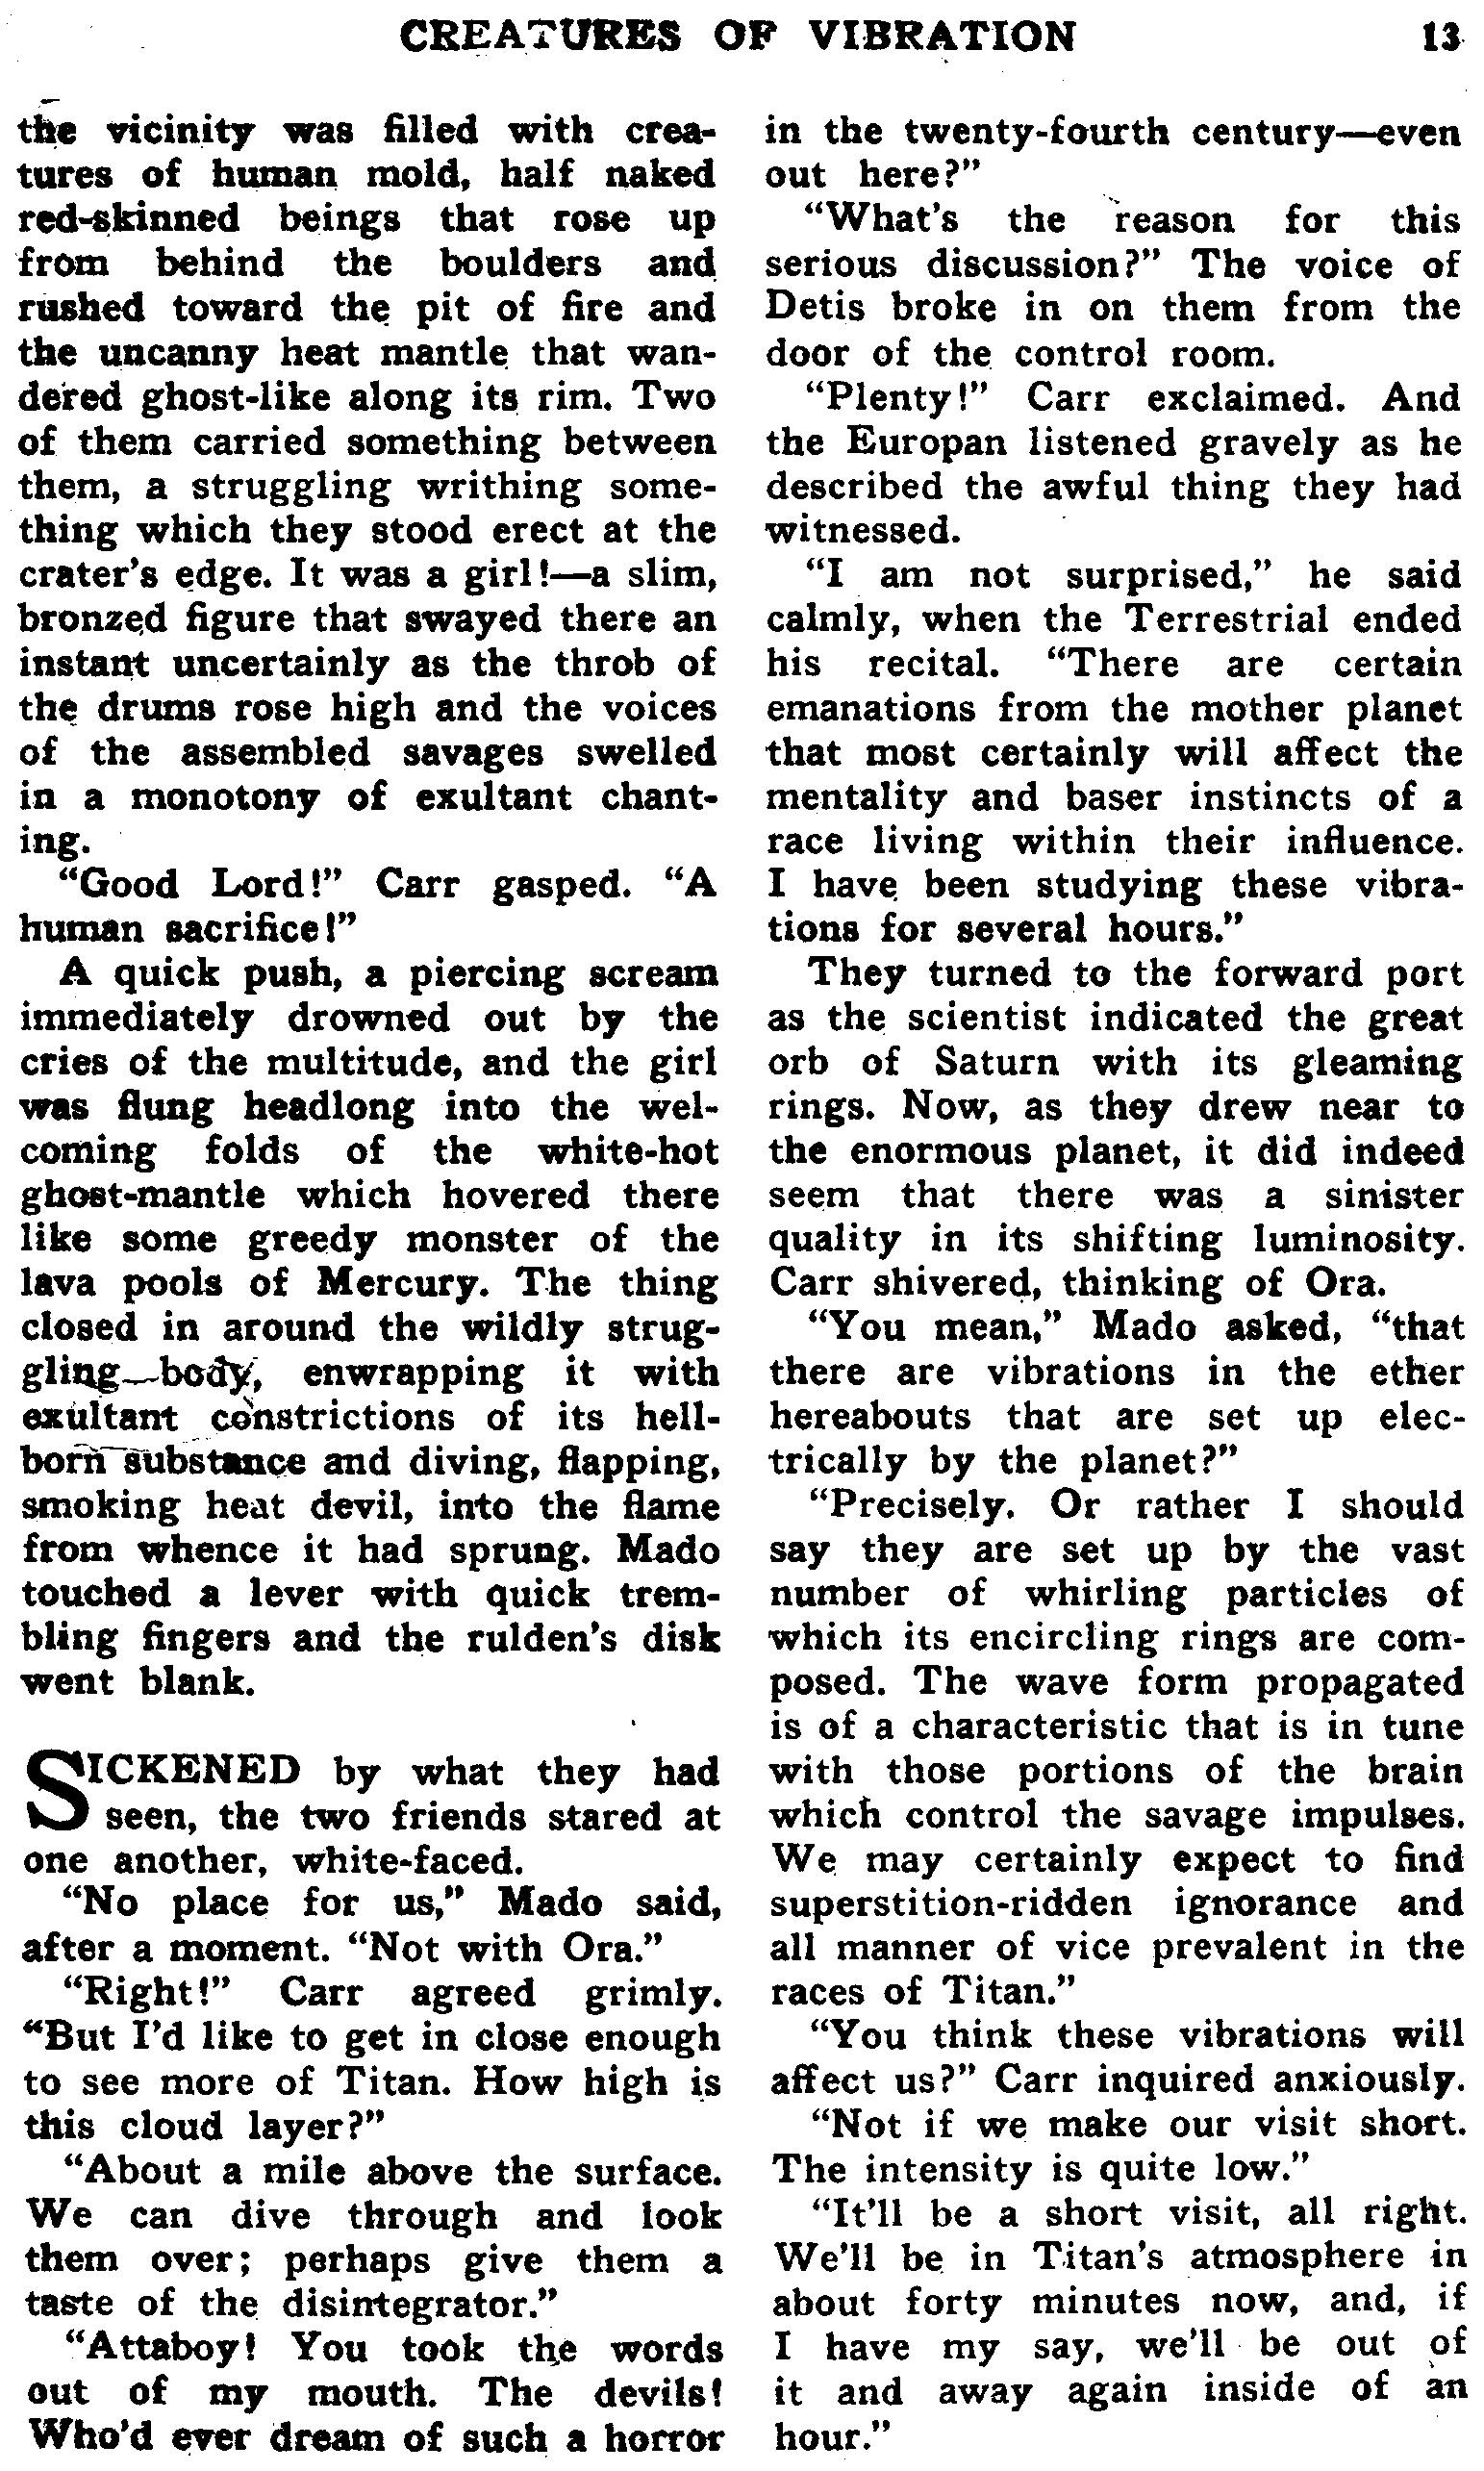 CREATURES OF VIBRATION 13
the vicinity was filled with crea-
tures of human mold, half naked
red-skinned beings that rose up
from behind the boulders and
rushed toward the pit of fire and
the uncanny heat mantle that wan-
dered ghost-like along its rim. Two
of them carried something between
them, a struggling writhing some-
thing which they stood erect at the
crater's edge. It was a girl!—a slim,
bronzed figure that swayed there an
instant uncertainly as the throb of
the drums rose high and the voices
of the assembled savages swelled
in a monotony of exultant chant-
ing.
"Good Lord!" Carr gasped. "A
human sacrifice!"
A quick push, a piercing scream
immediately drowned out by the
cries of the multitude, and the girl
was flung headlong into the wel-
coming folds of the white-hot
ghost-mantle which hovered there
like some greedy monster of the
lava pools of Mercury. The thing
closed in around the wildly strug-
gling body, enwrapping it with
exultant constrictions of its hell-
born substance and diving, flapping,
smoking heat devil, into the flame
from whence it had sprung. Mado
touched a lever with quick trem-
bling fingers and the rulden's disk
went blank.
SICKENED by what they had
seen, the two friends stared at
one another, white-faced.
"No place for us," Mado said,
after a moment. "Not with Ora."
"Right!" Carr agreed grimly.
"But I'd like to get in close enough
to see more of Titan. How high is
this cloud layer?"
"About a mile above the surface.
We can dive through and look
them over; perhaps give them a
taste of the disintegrator."
"Attaboy! You took the words
out of my mouth. The devils!
Who'd ever dream of such a horror
in the twenty-fourth century—even
out here?"
"What's the reason for this
serious discussion?" The voice of
Detis broke in on them from the
door of the control room.
"Plenty!" Carr exclaimed. And
the Europan listened gravely as he
described the awful thing they had
witnessed.
"I am not surprised," he said
calmly, when the Terrestrial ended
his recital. "There are certain
emanations from the mother planet
that most certainly will affect the
mentality and baser instincts of a
race living within their influence.
I have been studying these vibra-
tions for several hours."
They turned to the forward port
as the scientist indicated the great
orb of Saturn with its gleaming
rings. Now, as they drew near to
the enormous planet, it did indeed
seem that there was a sinister
quality in its shifting luminosity.
Carr shivered, thinking of Ora.
"You mean," Mado asked, "that
there are vibrations in the ether
hereabouts that are set up elec-
trically by the planet?"
"Precisely. Or rather I should
say they are set up by the vast
number of whirling particles of
which its encircling rings are com-
posed. The wave form propagated
is of a characteristic that is in tune
with those portions of the brain
which control the savage impulses.
We may certainly expect to find
superstition-ridden ignorance and
all manner of vice prevalent in the
races of Titan."
"You think these vibrations will
affect us?" Carr inquired anxiously.
"Not if we make our visit short.
The intensity is quite low."
"It'll be a short visit, all right.
We'll be in Titan's atmosphere in
about forty minutes now, and, if
I have my say, we'll be out of
it and away again inside of an
hour."